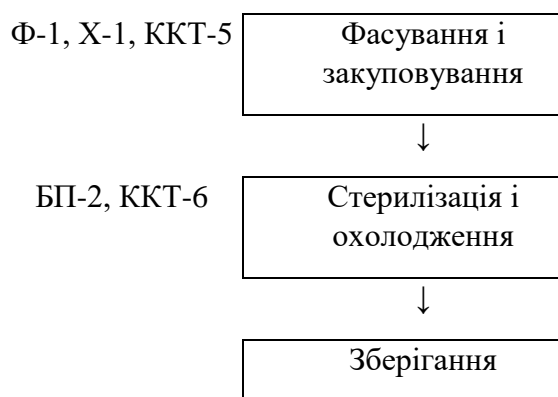 Ф-1, Х-1, ККТ-5
Фасування і
закуповування
↓
БП-2, ККТ-6
Стерилізація і
охолодження
↓
Зберігання